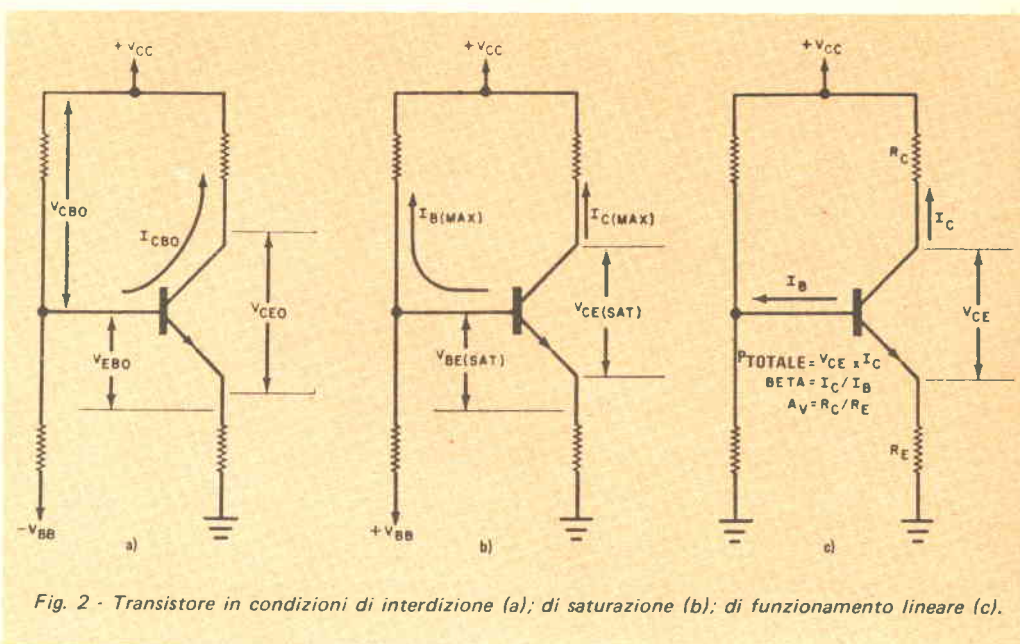 +VCC
VCBO
ICBO
VCEO
VEBO
-VBB
a)
+VCC
IB(MAX)
IC(MAX)
VCE(SAT)
VBE(SAT)
+VBB
b)
+VCC
RC
IC
IB
VCE
PTOTALE = VCE x IC
BETA = IC/IB
AV = RC/RE
RE
c)
Fig. 2 - Transistore in condizioni di interdizione (a); di saturazione (b); di funzionamento lineare (c).